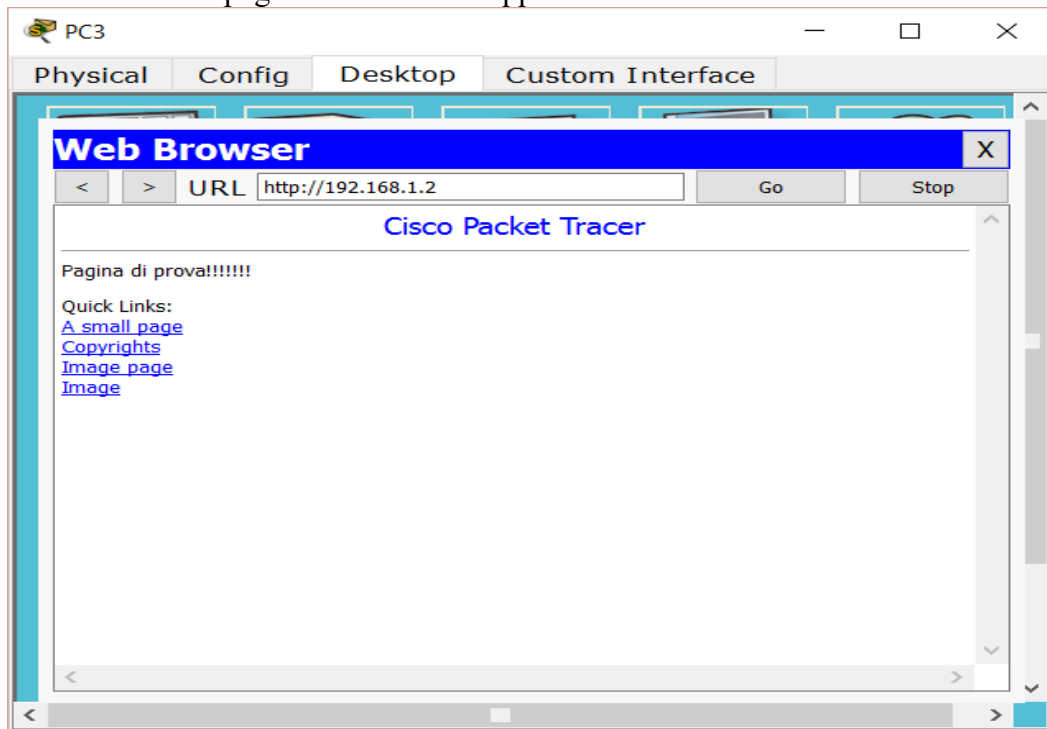 PC3
Physical Config Desktop Custom Interface
Web Browser X
< > URL http://192.168.1.2 Go Stop
Cisco Packet Tracer
Pagina di prova!!!!!!!
Quick Links:
A small page
Copyrights
Image page
Image